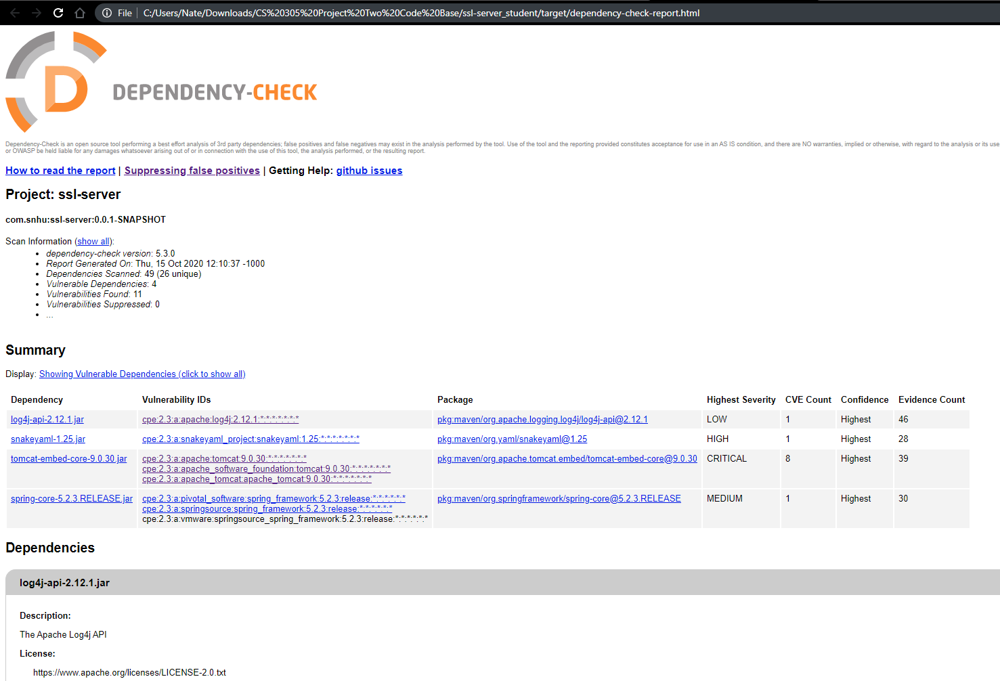 File | C:/Users/Nate/Downloads/CS%20305%20Project%20Two%20Code%20Base/ssl-server_student/target/dependency-check-report.html
D
DEPENDENCY-CHECK
Dependency-Check is an open source tool performing a best effort analysis of 3rd party dependencies; false positives and false negatives may exist in the analysis performed by the tool. Use of the tool and the reporting provided constitutes acceptance for use in an AS IS condition, and there are NO warranties, implied or otherwise, with regard to the analysis or its use
or OWASP be held liable for any damages whatsoever arising out of or in connection with the use of this tool, the analysis performed, or the resulting report.
How to read the report | Suppressing false positives | Getting Help: github issues
Project: ssl-server
com.snhu:ssl-server:0.0.1-SNAPSHOT
Scan Information (show all):
• dependency-check version: 5.3.0
• Report Generated On: Thu, 15 Oct 2020 12:10:37 -1000
• Dependencies Scanned: 49 (26 unique)
• Vulnerable Dependencies: 4
• Vulnerabilities Found: 11
• Vulnerabilities Suppressed: 0
• ...
Summary
Display: Showing Vulnerable Dependencies (click to show all)
Dependency Vulnerability IDs Package Highest Severity CVE Count Confidence Evidence Count
log4j-api-2.12.1.jar cpe:2.3:a:apache:log4j:2.12.1:*:*:*:*:*:*:* pkg:maven/org.apache.logging.log4j/log4j-api@2.12.1 LOW 1 Highest 46
snakeyaml-1.25.jar cpe:2.3:a:snakeyaml_project:snakeyaml:1.25:*:*:*:*:*:*:* pkg:maven/org.yaml/snakeyaml@1.25 HIGH 1 Highest 28
tomcat-embed-core-9.0.30.jar cpe:2.3:a:apache:tomcat:9.0.30:*:*:*:*:*:*:* pkg:maven/org.apache.tomcat.embed/tomcat-embed-core@9.0.30 CRITICAL 8 Highest 39
cpe:2.3:a:apache_software_foundation:tomcat:9.0.30:*:*:*:*:*:*:*
cpe:2.3:a:apache_tomcat:apache_tomcat:9.0.30:*:*:*:*:*:*:*
spring-core-5.2.3.RELEASE.jar cpe:2.3:a:pivotal_software:spring_framework:5.2.3:release:*:*:*:*:*:* pkg:maven/org.springframework/spring-core@5.2.3.RELEASE MEDIUM 1 Highest 30
cpe:2.3:a:springsource:spring_framework:5.2.3:release:*:*:*:*:*:*
cpe:2.3:a:vmware:springsource_spring_framework:5.2.3:release:*:*:*:*:*:*
Dependencies
log4j-api-2.12.1.jar
Description:
The Apache Log4j API
License:
https://www.apache.org/licenses/LICENSE-2.0.txt